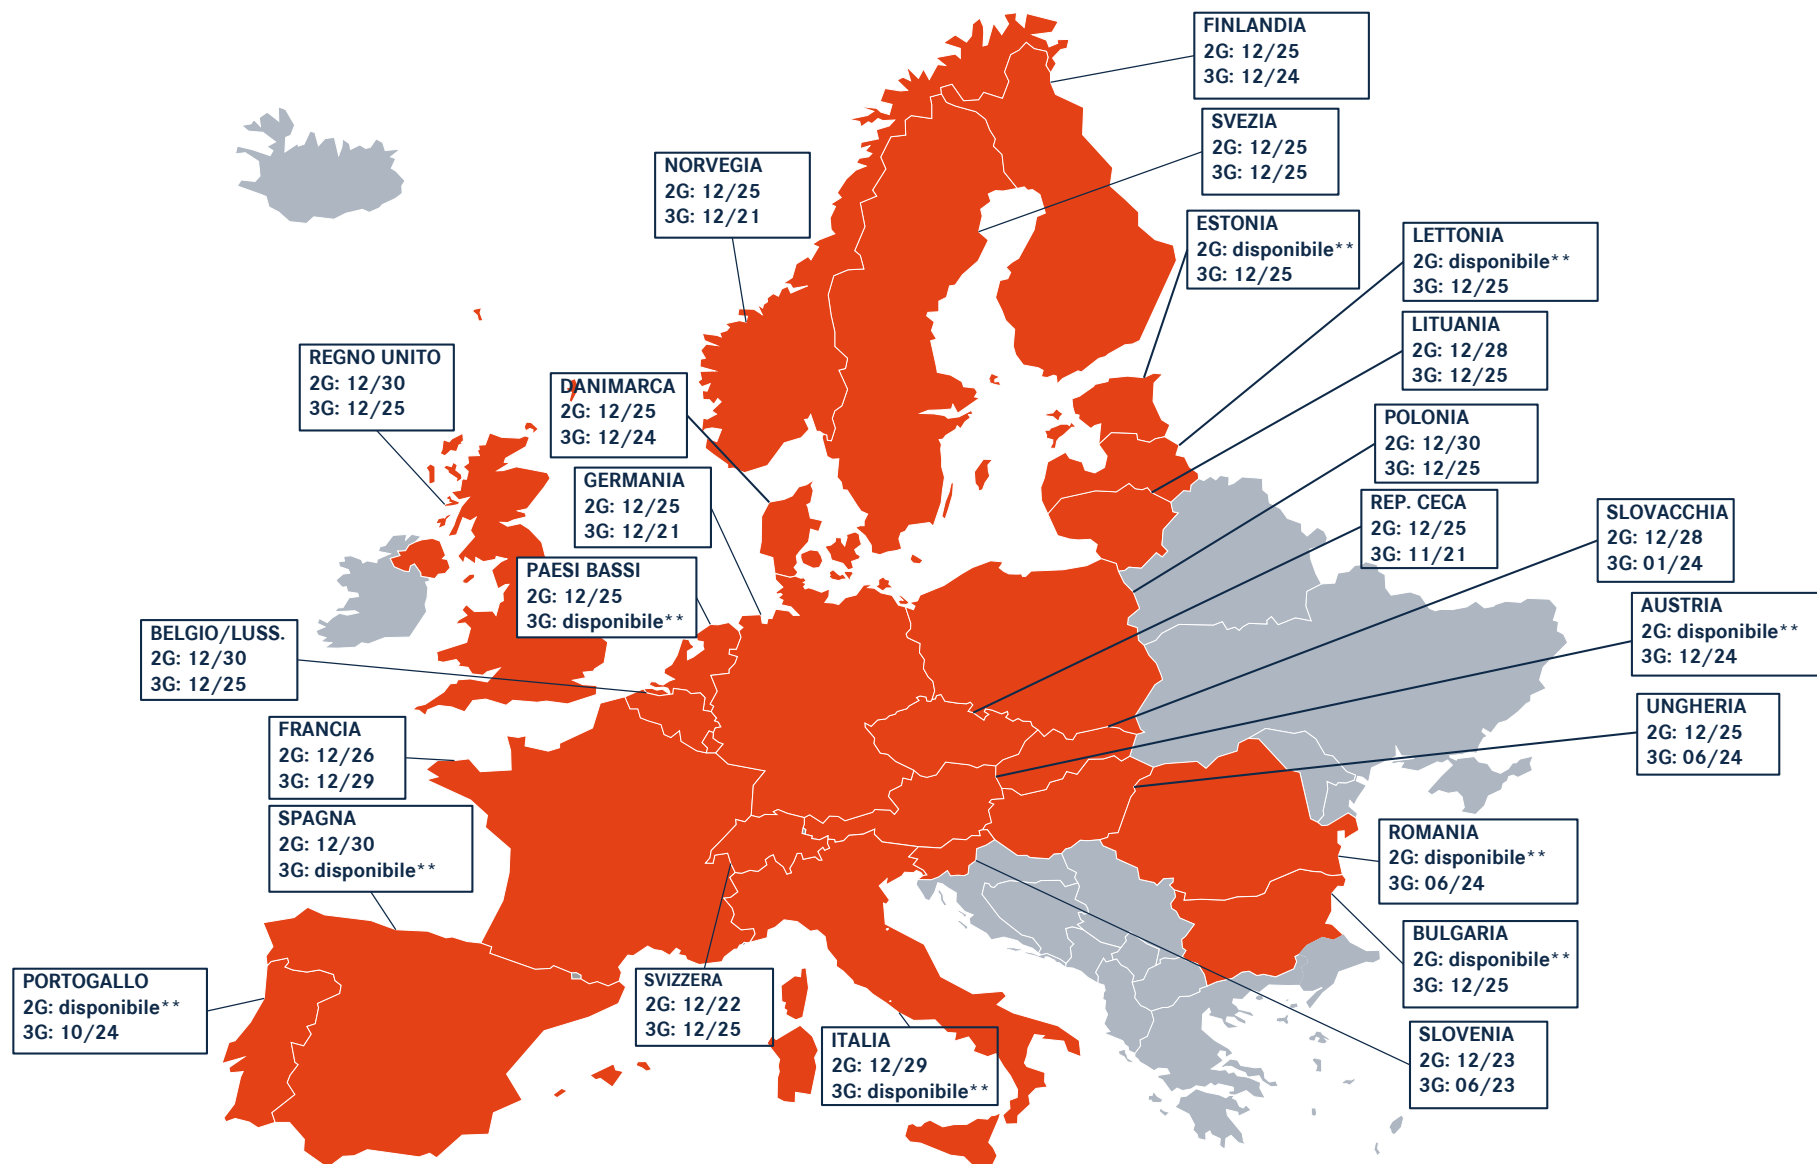 FINLANDIA
2G: 12/25
3G: 12/24
SVEZIA
2G: 12/25
3G: 12/25
NORVEGIA
2G: 12/25
3G: 12/21
ESTONIA
2G: disponibile**
3G: 12/25
LETTONIA
2G: disponibile**
3G: 12/25
LITUANIA
2G: 12/28
3G: 12/25
REGNO UNITO
2G: 12/30
3G: 12/25
DANIMARCA
2G: 12/25
3G: 12/24
POLONIA
2G: 12/30
3G: 12/25
GERMANIA
2G: 12/25
3G: 12/21
REP. CECA
2G: 12/25
3G: 11/21
SLOVACCHIA
2G: 12/28
3G: 01/24
PAESI BASSI
2G: 12/25
3G: disponibile**
AUSTRIA
2G: disponibile**
3G: 12/24
BELGIO/LUSS.
2G: 12/30
3G: 12/25
UNGHERIA
2G: 12/25
3G: 06/24
FRANCIA
2G: 12/26
3G: 12/29
SPAGNA
2G: 12/30
3G: disponibile**
ROMANIA
2G: disponibile**
3G: 06/24
BULGARIA
2G: disponibile**
3G: 12/25
PORTOGALLO
2G: disponibile**
3G: 10/24
SVIZZERA
2G: 12/22
3G: 12/25
ITALIA
2G: 12/29
3G: disponibile**
SLOVENIA
2G: 12/23
3G: 06/23